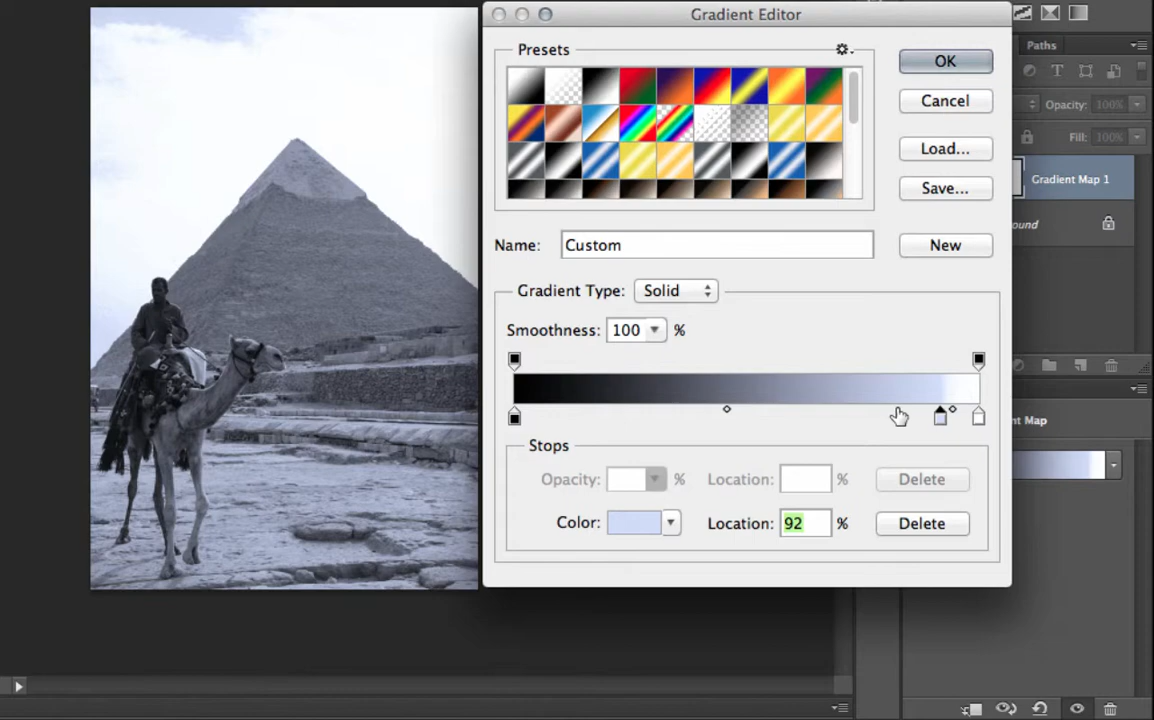 Gradient Editor
Presets
OK
Cancel
Load...
Save...
Name: Custom
New
Gradient Type: Solid
Smoothness: 100 %
Stops
Opacity: % Location: % Delete
Color: Location: 92 % Delete
Paths
Opacity: 100%
Fill: 100%
Gradient Map 1
ound
nt Map